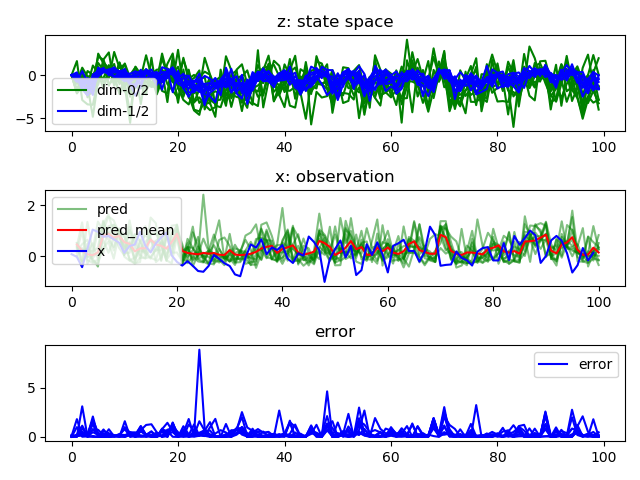 z: state space
0
−5
dim-0/2
dim-1/2
0 20 40 60 80 100
x: observation
2
0
pred
pred_mean
x
0 20 40 60 80 100
error
5
0
error
0 20 40 60 80 100